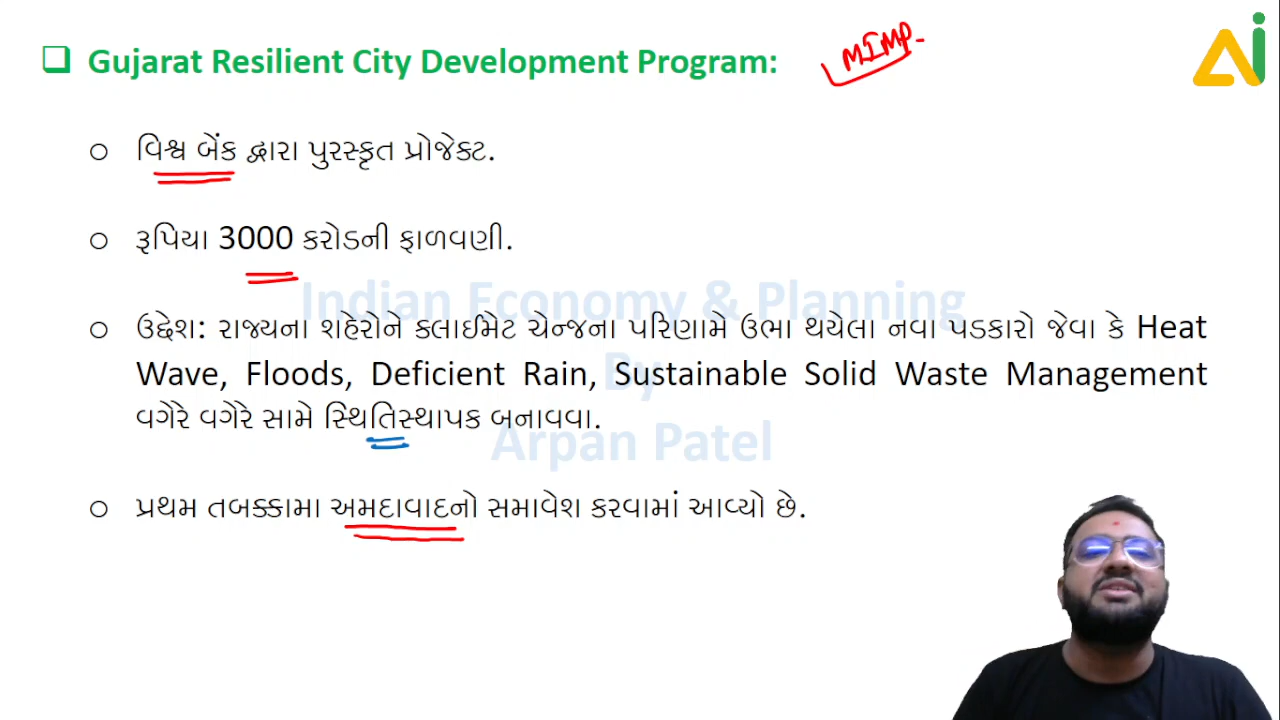 Gujarat Resilient City Development Program:
MIMP-
Ai
વિશ્વ બેંક દ્વારા પુરસ્કૃત પ્રોજેક્ટ.
રૂપિયા 3000 કરોડની ફાળવણી.
Indian Economy & Planning
ઉદ્દેશ: રાજ્યના શહેરોને ક્લાઇમેટ ચેન્જના પરિણામે ઉભા થયેલા નવા પડકારો જેવા કે Heat
By
Wave, Floods, Deficient Rain, Sustainable Solid Waste Management
વગેરે વગેરે સામે સ્થિતિસ્થાપક બનાવવા.
Arpan Patel
પ્રથમ તબક્કામા અમદાવાદનો સમાવેશ કરવામાં આવ્યો છે.